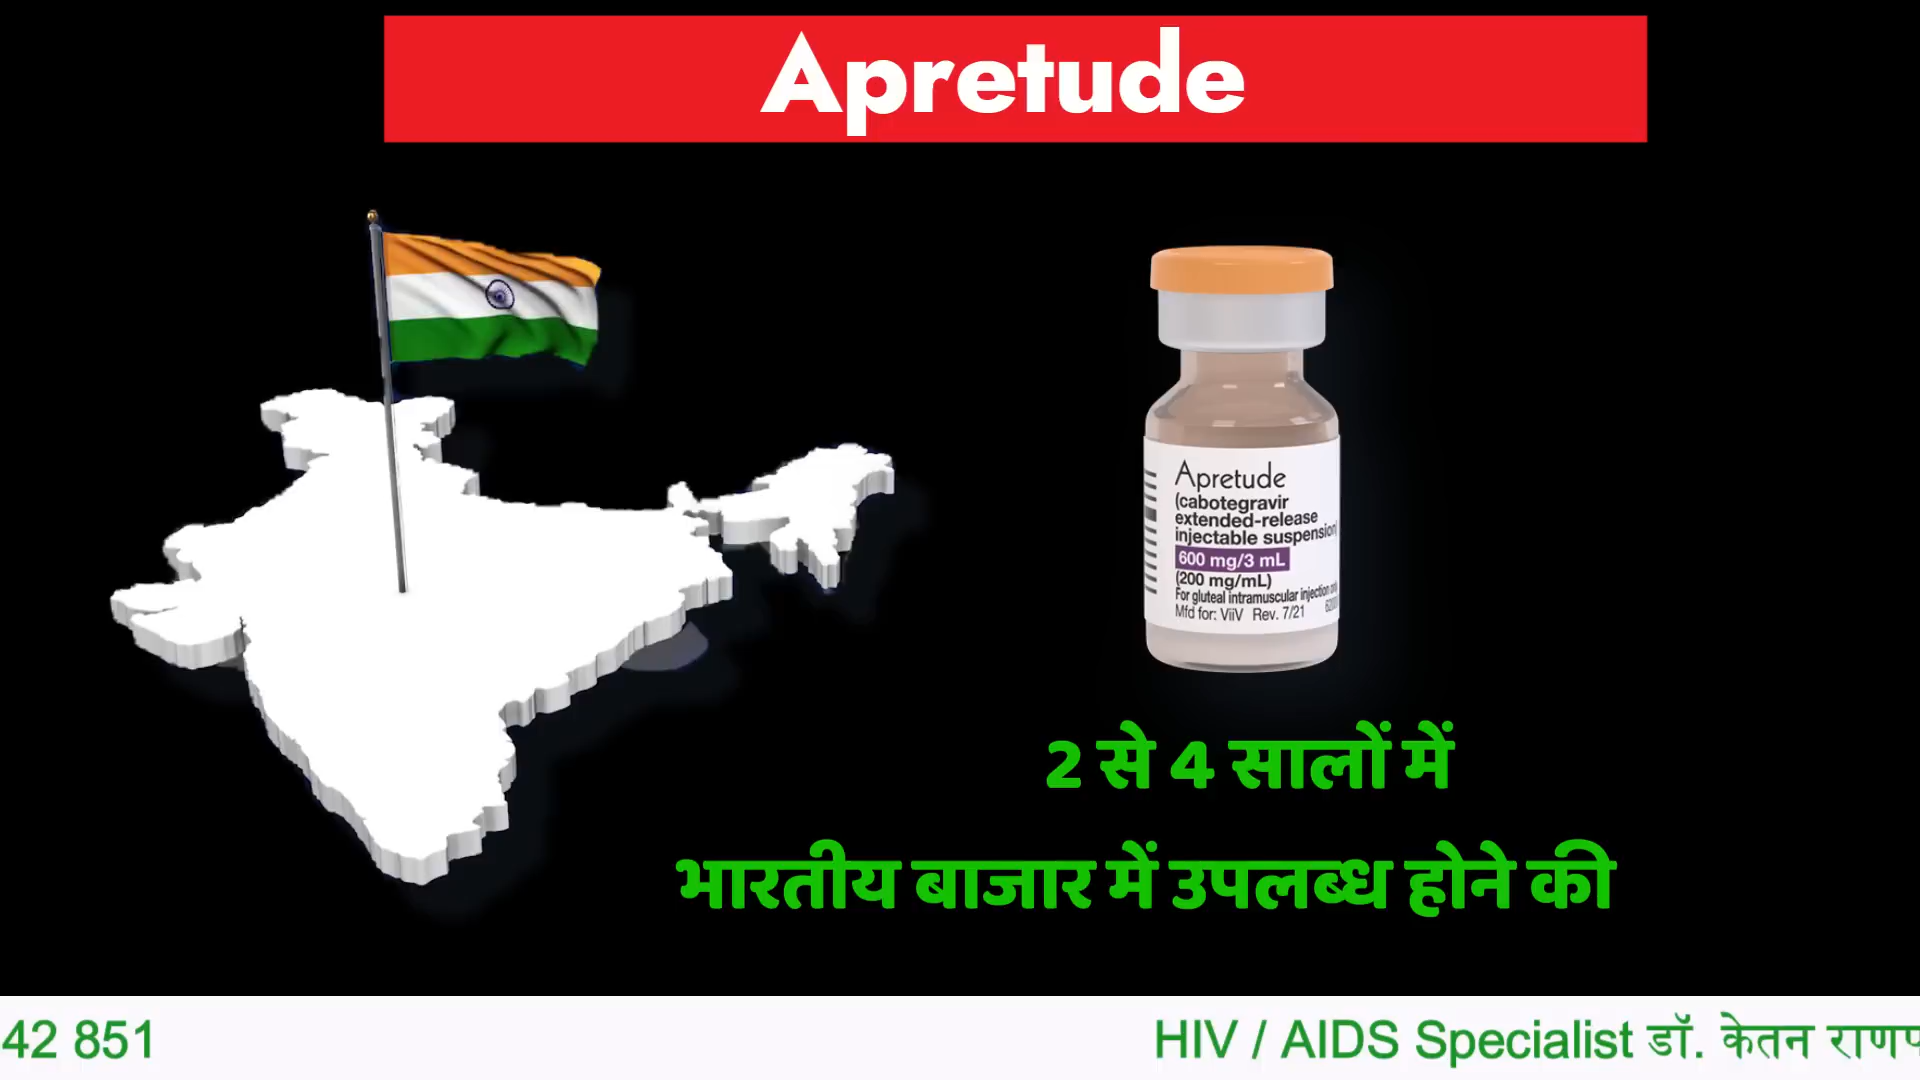 Apretude
Apretude
(cabotegravir
extended-release
injectable suspension)
600 mg/3 mL
(200 mg/mL)
For gluteal intramuscular injection only
Mfd for: ViiV Rev. 7/21
2 से 4 सालों में
भारतीय बाजार में उपलब्ध होने की
42 851
HIV / AIDS Specialist डॉ. केतन